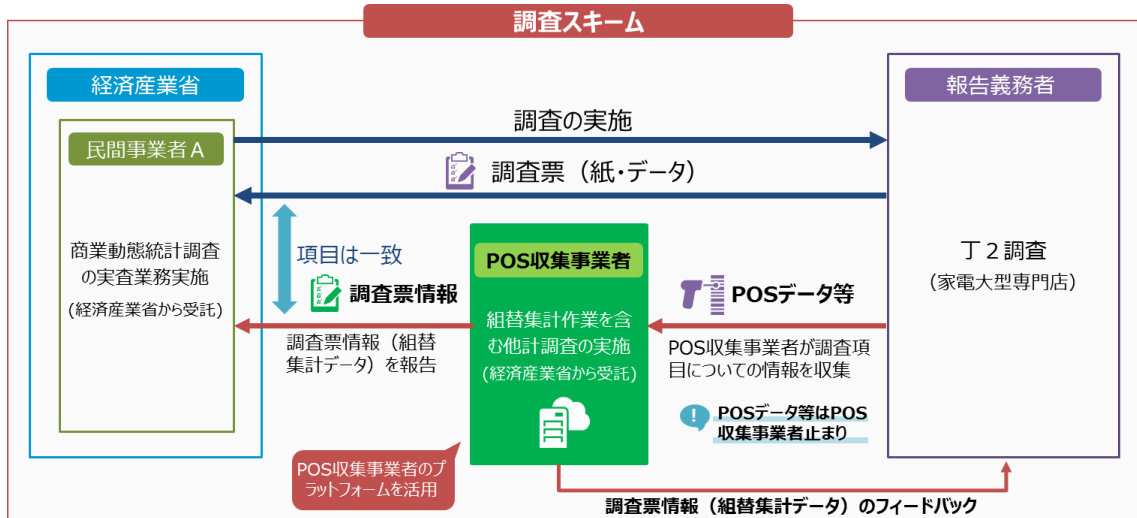 調査スキーム
経済産業省
民間事業者A
商業動態統計調査
の実査業務実施
(経済産業省から受託)
調査の実施
調査票（紙・データ）
項目は一致
調査票情報
調査票情報（組替
集計データ）を報告
POS収集事業者
組替集計作業を含
む他計調査の実施
(経済産業省から受託)
POS収集事業者のプ
ラットフォームを活用
POSデータ等
POS収集事業者が調査項
目についての情報を収集
!
POSデータ等はPOS
収集事業者止まり
報告義務者
丁２調査
(家電大型専門店)
調査票情報（組替集計データ）のフィードバック